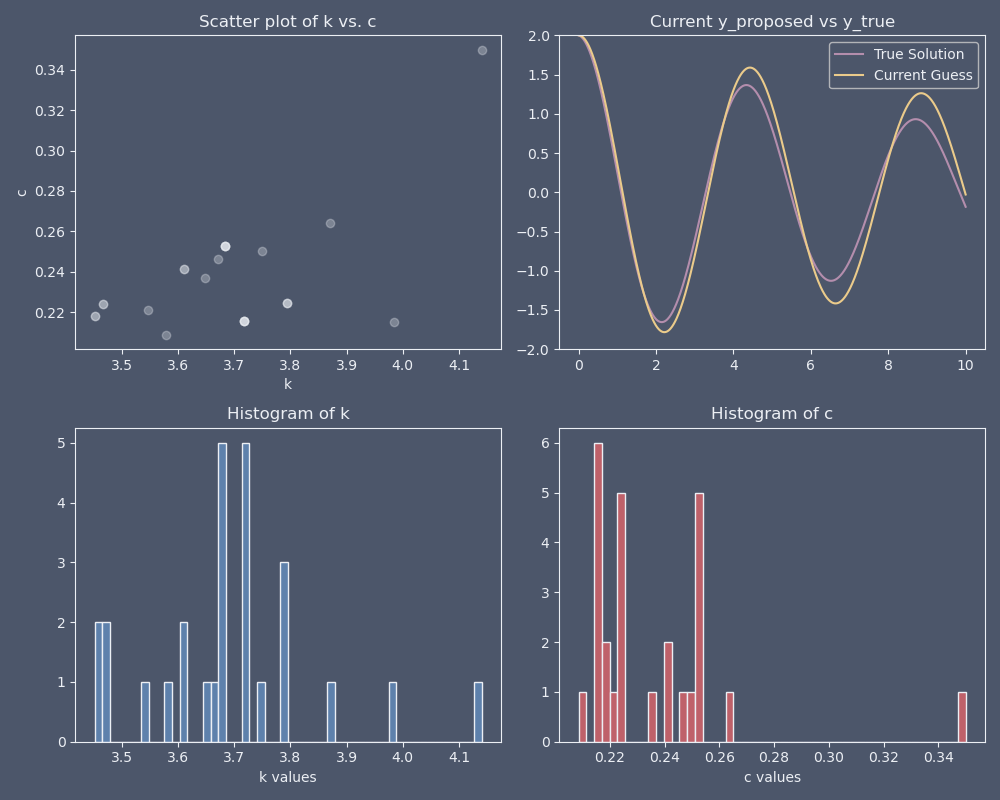 Scatter plot of k vs. c
0.34
0.32
0.30
0.28
0.26
0.24
0.22
c
3.5 3.6 3.7 3.8 3.9 4.0 4.1
k
Current y_proposed vs y_true
True Solution
Current Guess
2.0
1.5
1.0
0.5
0.0
−0.5
−1.0
−1.5
−2.0
0 2 4 6 8 10
Histogram of k
5
4
3
2
1
0
3.5 3.6 3.7 3.8 3.9 4.0 4.1
k values
Histogram of c
6
5
4
3
2
1
0
0.22 0.24 0.26 0.28 0.30 0.32 0.34
c values